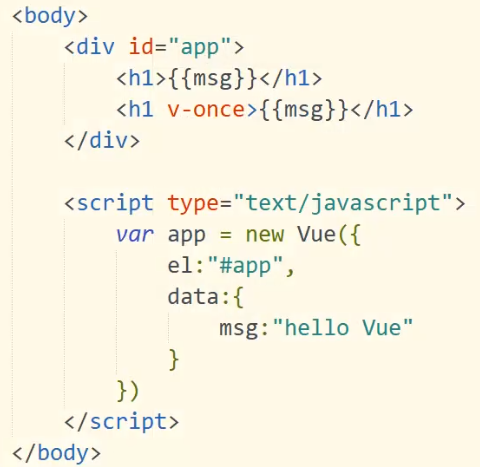 <body>
    <div id="app">
        <h1>{{msg}}</h1>
        <h1 v-once>{{msg}}</h1>
    </div>

    <script type="text/javascript">
        var app = new Vue({
            el:"#app",
            data:{
                msg:"hello Vue"
            }
        })
    </script>
</body>